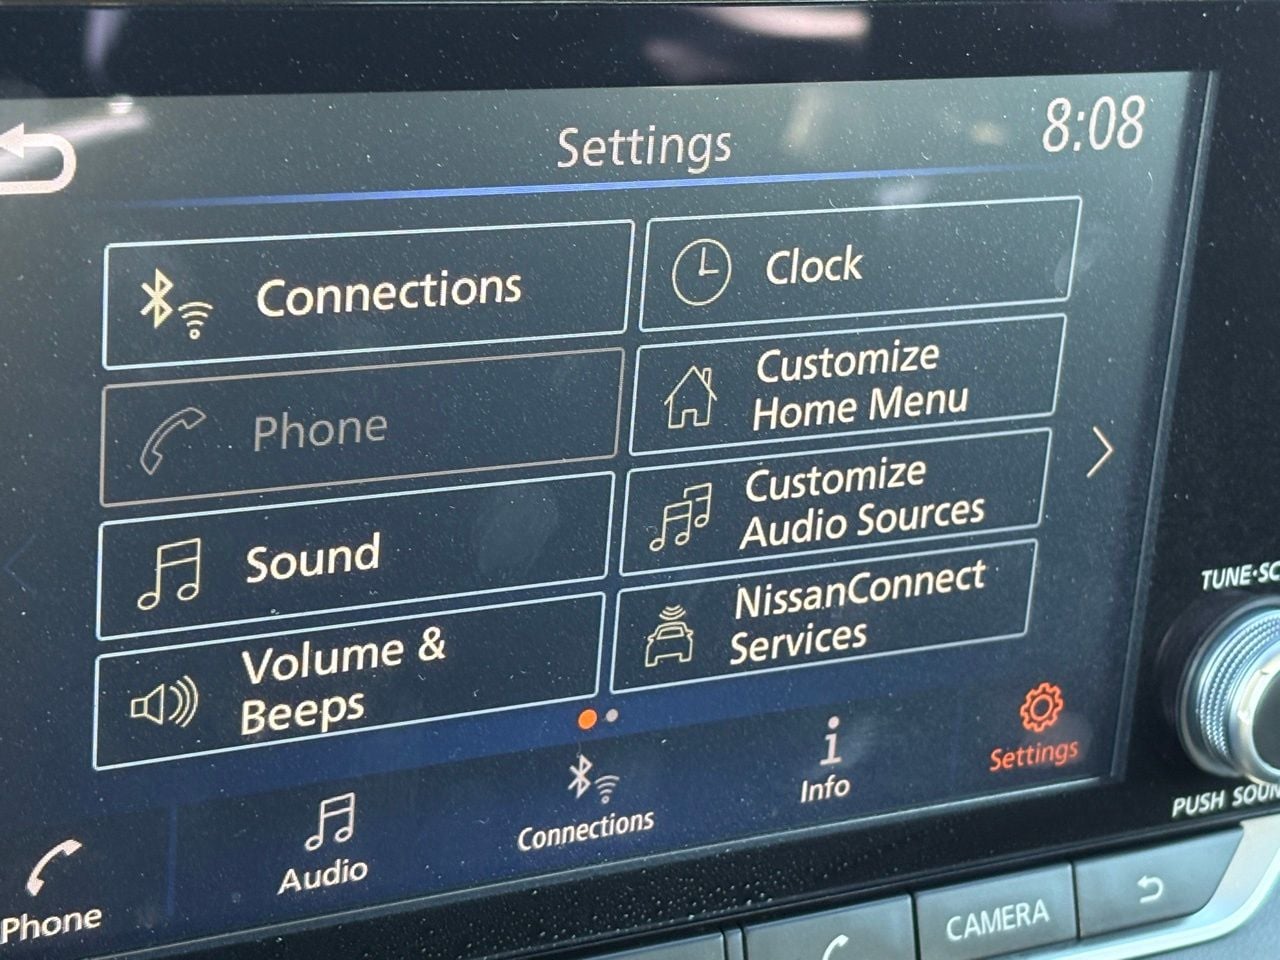 Settings
8:08
Connections
Clock
Phone
Customize
Home Menu
Sound
Customize
Audio Sources
Volume &
Beeps
NissanConnect
Services
Phone
Audio
Connections
Info
Settings
TUNE·SC
PUSH SOUN
CAMERA